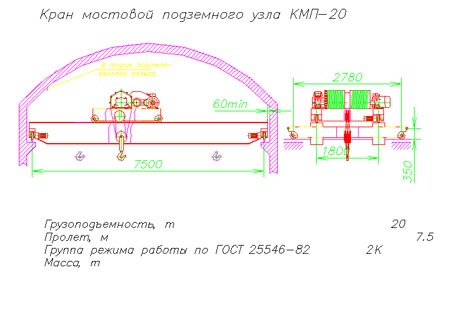 Кран мостовой подземного узла КМП-20
60min
2780
7500
1800
350
Грузоподъемность, т 20
Пролет, м 7.5
Группа режима работы по ГОСТ 25546-82 2К
Масса, т